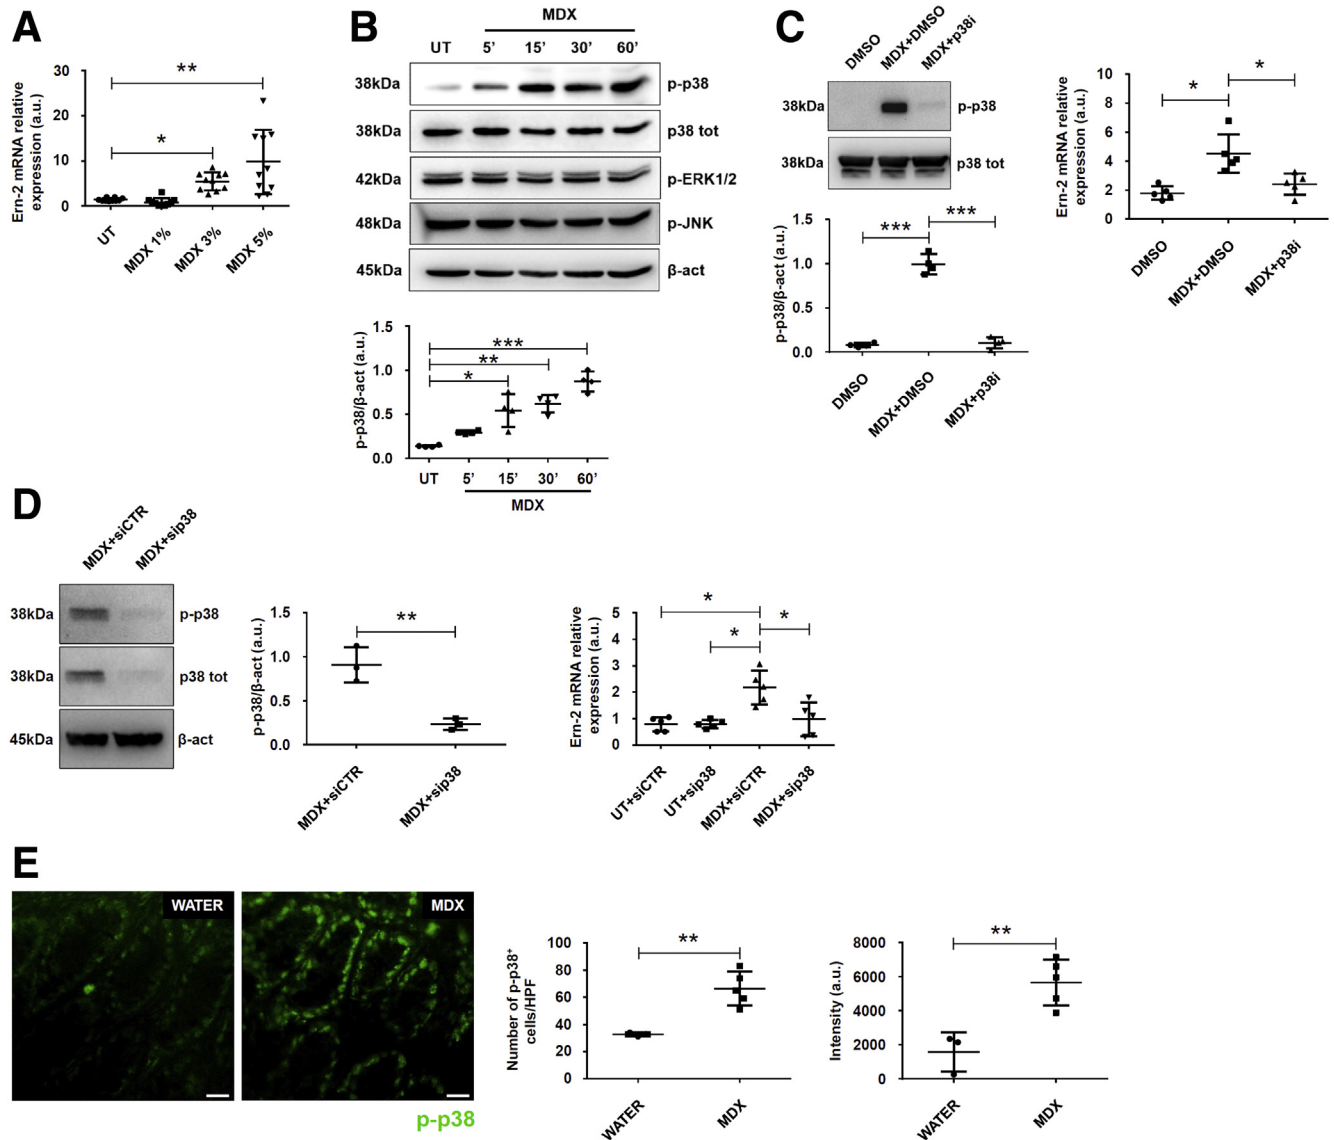 A
Ern-2 mRNA relative
expression (a.u.)
30
20
10
0
*
**
UT
MDX 1%
MDX 3%
MDX 5%
B
MDX
UT 5’ 15’ 30’ 60’
38kDa p-p38
38kDa p38 tot
42kDa p-ERK1/2
48kDa p-JNK
45kDa β-act
p-p38/β-act (a.u.)
1.5
1.0
0.5
0.0
***
**
*
UT 5’ 15’ 30’ 60’
MDX
C
DMSO
MDX+DMSO
MDX+p38i
38kDa p-p38
38kDa p38 tot
p-p38/β-act (a.u.)
1.5
1.0
0.5
0.0
*** ***
DMSO
MDX+DMSO
MDX+p38i
Ern-2 mRNA relative
expression (a.u.)
10
8
6
4
2
0
* *
DMSO
MDX+DMSO
MDX+p38i
D
MDX+siCTR
MDX+sip38
38kDa p-p38
38kDa p38 tot
45kDa β-act
p-p38/β-act (a.u.)
1.5
1.0
0.5
0.0
**
MDX+siCTR
MDX+sip38
Ern-2 mRNA relative
expression (a.u.)
5
4
3
2
1
0
*
*
*
UT+siCTR
UT+sip38
MDX+siCTR
MDX+sip38
E
WATER
MDX
p-p38
Number of p-p38+
cells/HPF
100
80
60
40
20
0
**
WATER
MDX
Intensity (a.u.)
8000
6000
4000
2000
0
**
WATER
MDX